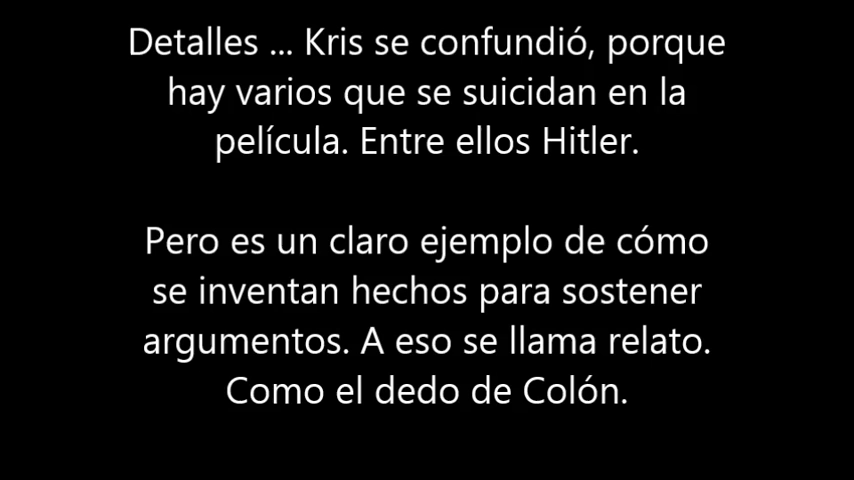 Detalles ... Kris se confundió, porque
hay varios que se suicidan en la
película. Entre ellos Hitler.
Pero es un claro ejemplo de cómo
se inventan hechos para sostener
argumentos. A eso se llama relato.
Como el dedo de Colón.